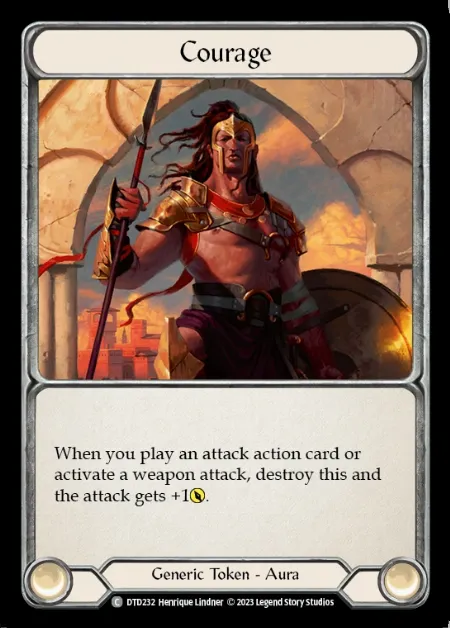 Courage
When you play an attack action card or
activate a weapon attack, destroy this and
the attack gets +1.
Generic Token - Aura
C DTD232 Henrique Lindner © 2023 Legend Story Studios